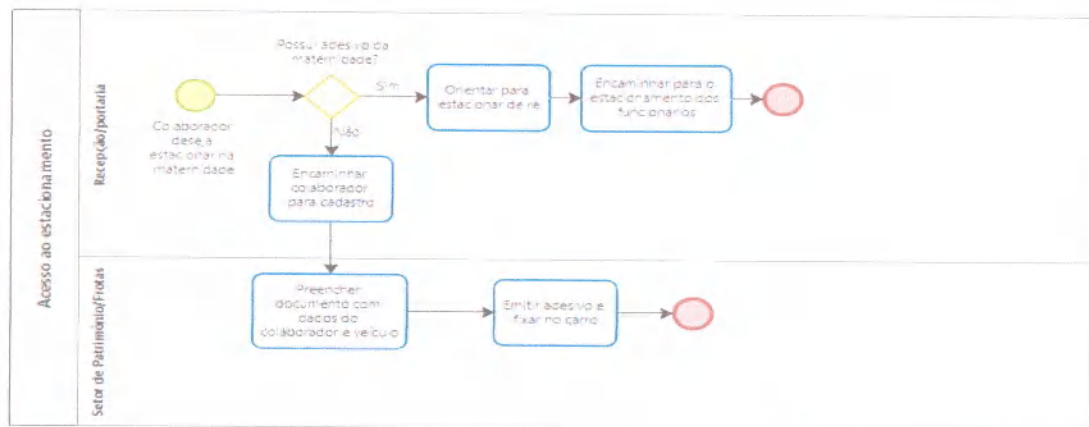 Acesso ao estacionamento
Recepção/portaria
Colaborador
deseja
estacionar na
maternidade
Possui adesivo da
maternidade?
Sim
Não
Orientar para
estacionar de ré
Encaminhar para o
estacionamento dos
funcionários
Encaminhar
colaborador
para cadastro
Setor de Patrimônio/Frotas
Preencher
documento com
dados do
colaborador e veículo
Emitir adesivo e
fixar no carro